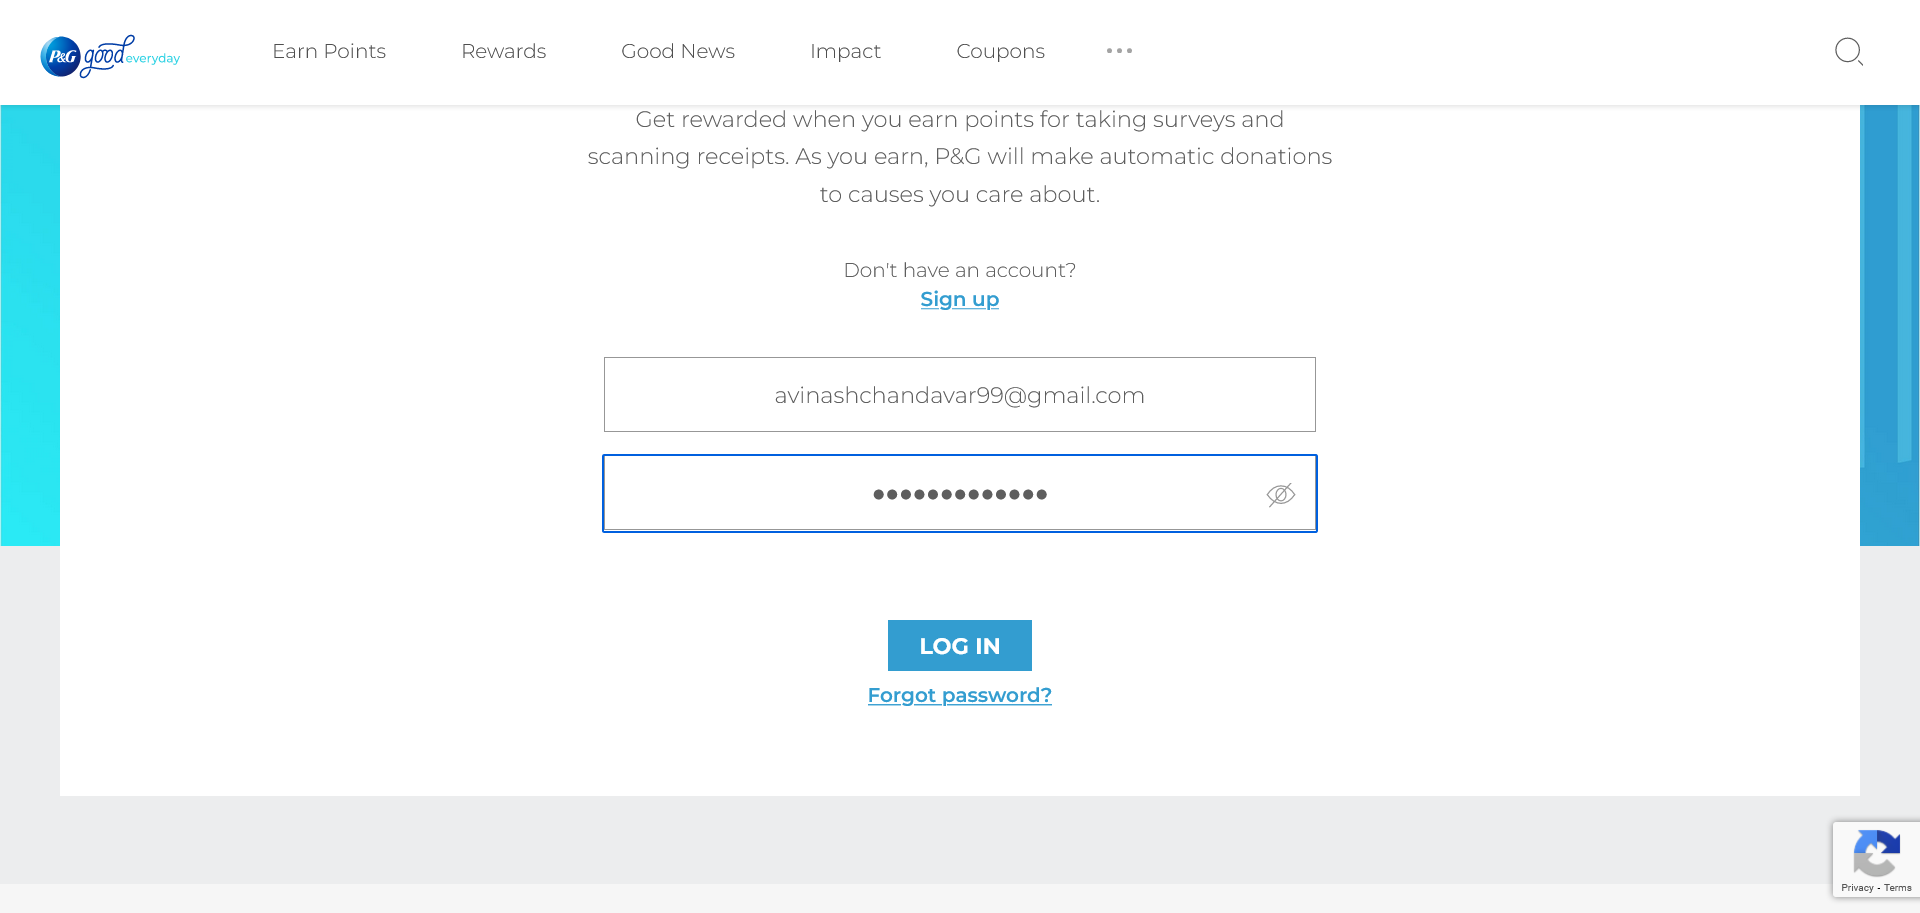 P&G good everyday
Earn Points
Rewards
Good News
Impact
Coupons
Get rewarded when you earn points for taking surveys and
scanning receipts. As you earn, P&G will make automatic donations
to causes you care about.
Don't have an account?
Sign up
avinashchandavar99@gmail.com
•••••••••••••
LOG IN
Forgot password?
Privacy - Terms